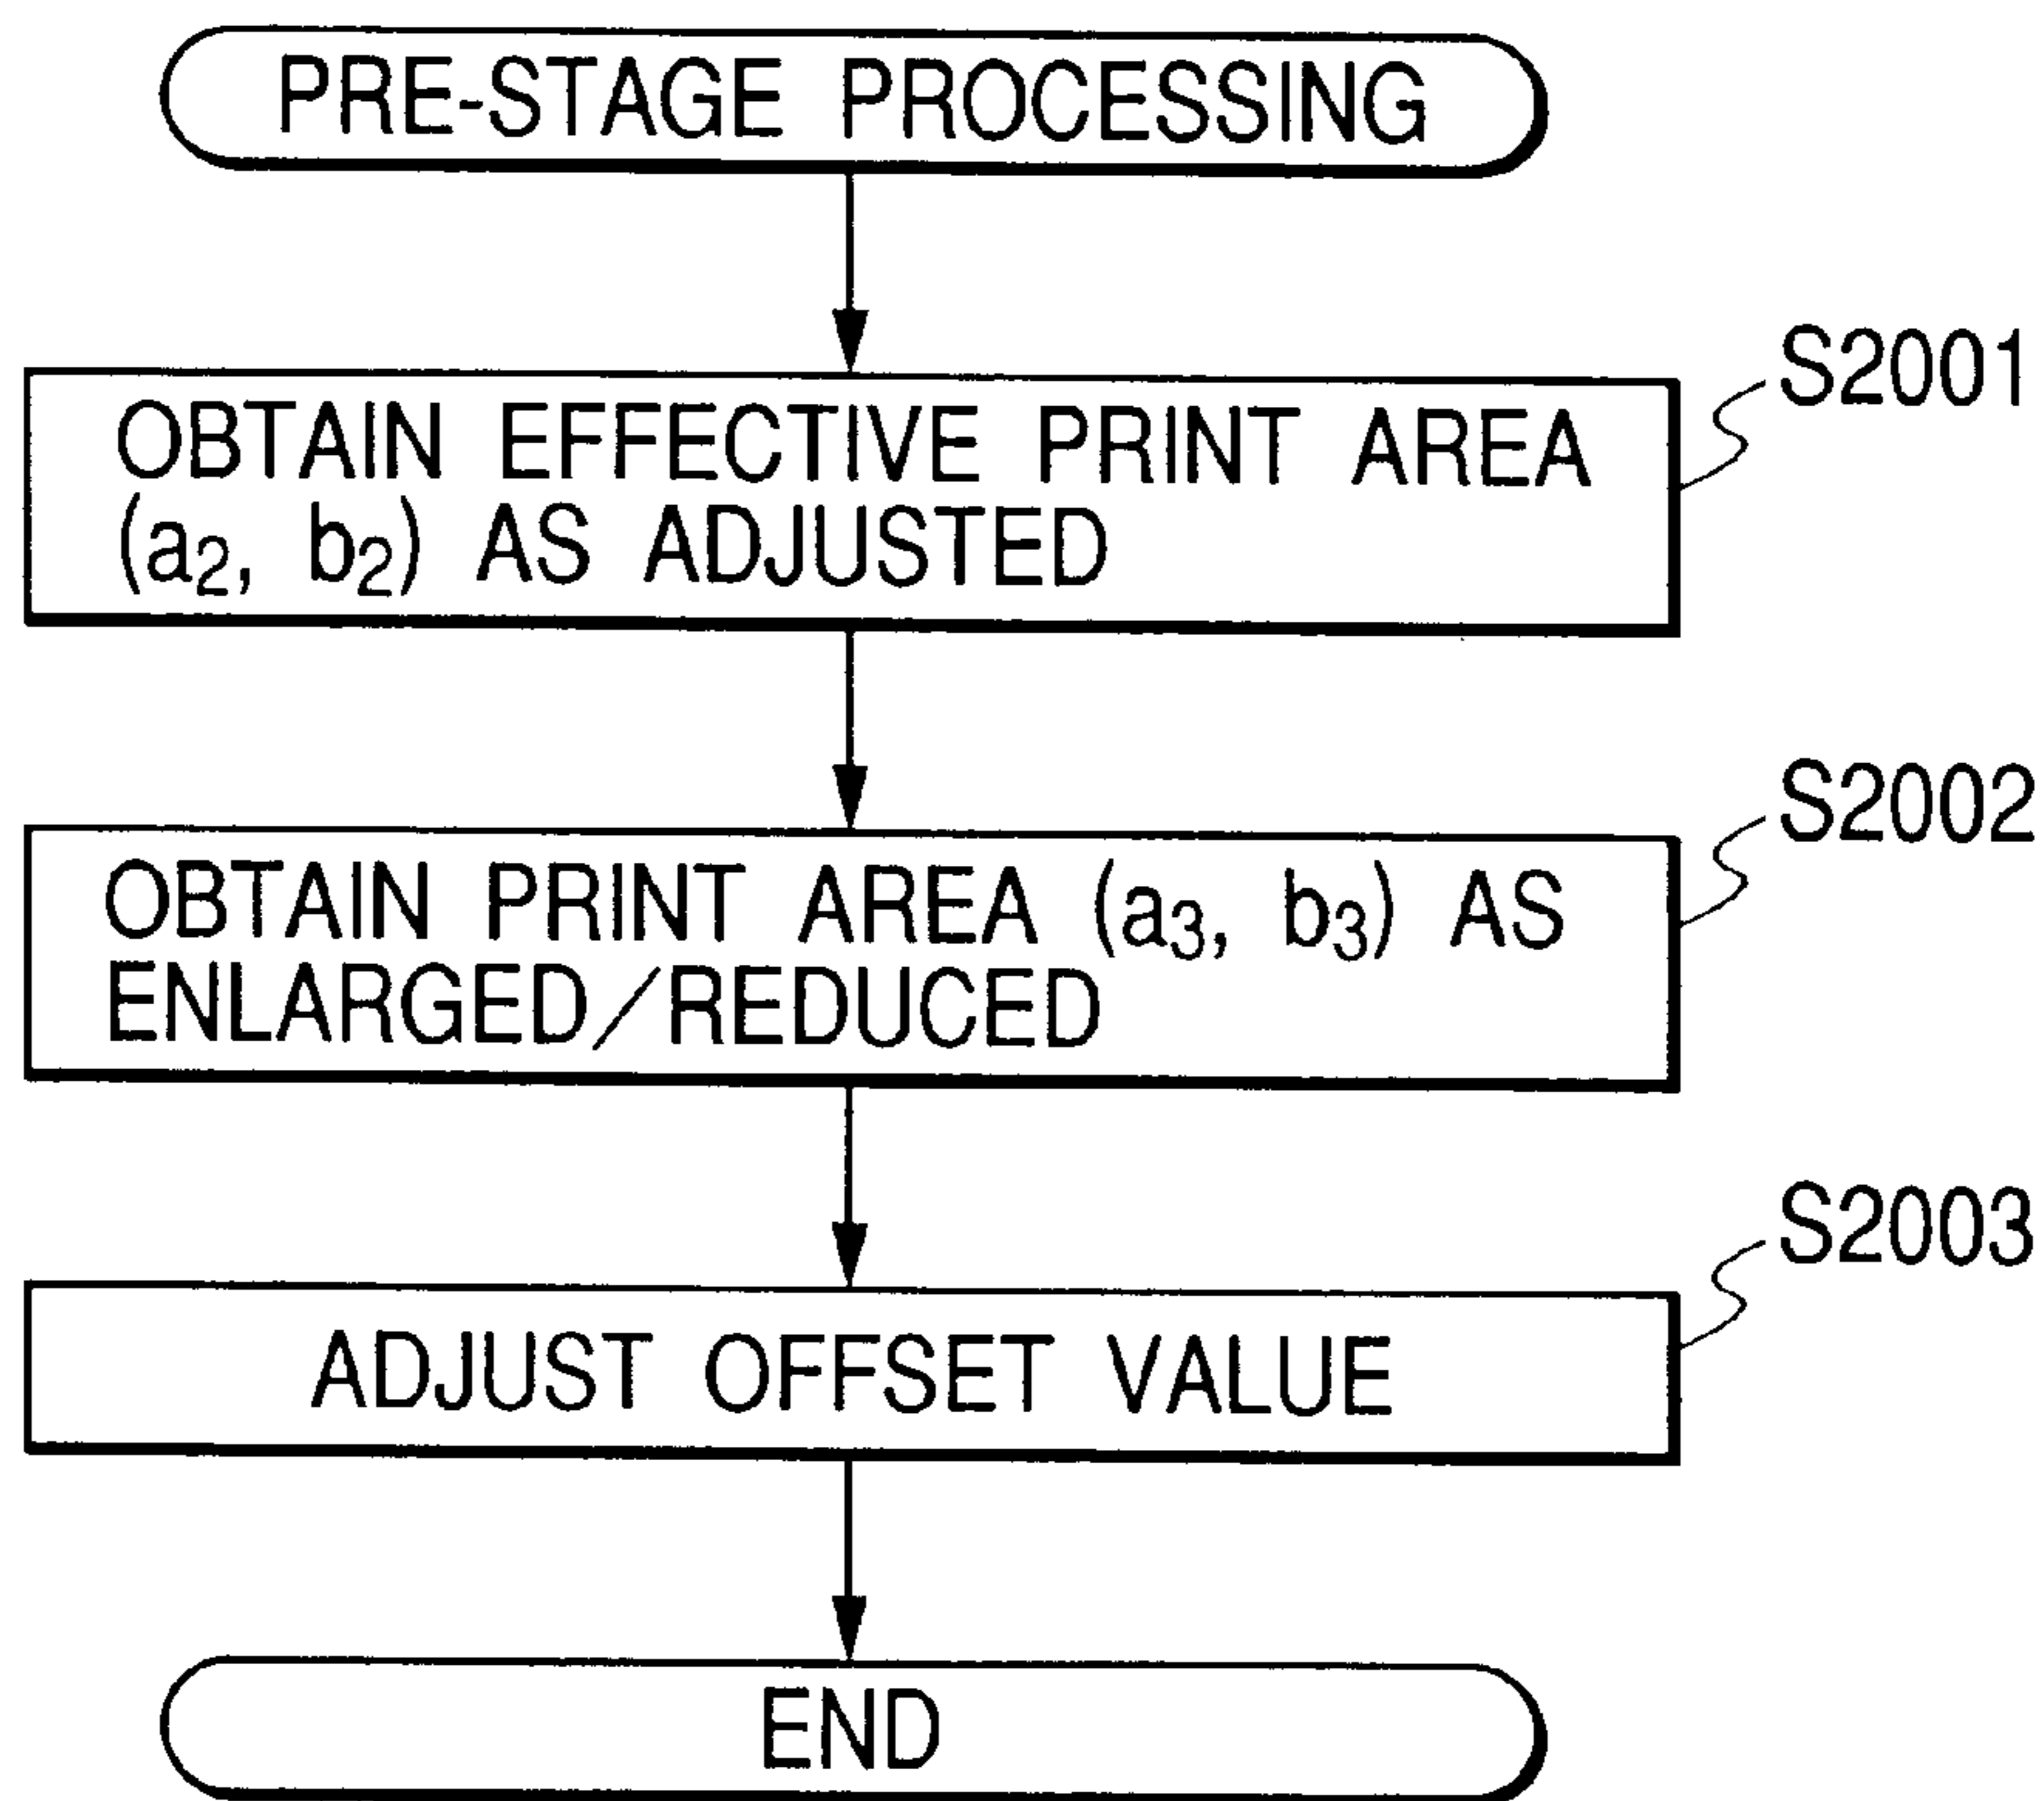 PRE-STAGE PROCESSING
S2001
OBTAIN EFFECTIVE PRINT AREA
(a₂, b₂) AS ADJUSTED
S2002
OBTAIN PRINT AREA (a₃, b₃) AS
ENLARGED/REDUCED
S2003
ADJUST OFFSET VALUE
END